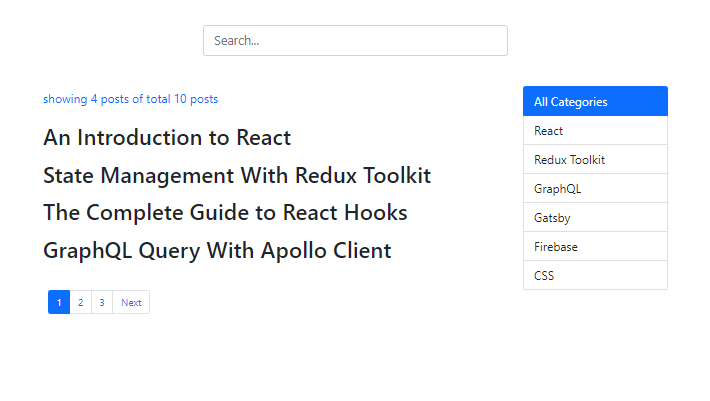 Search...
showing 4 posts of total 10 posts
An Introduction to React
State Management With Redux Toolkit
The Complete Guide to React Hooks
GraphQL Query With Apollo Client
1 2 3 Next
All Categories
React
Redux Toolkit
GraphQL
Gatsby
Firebase
CSS